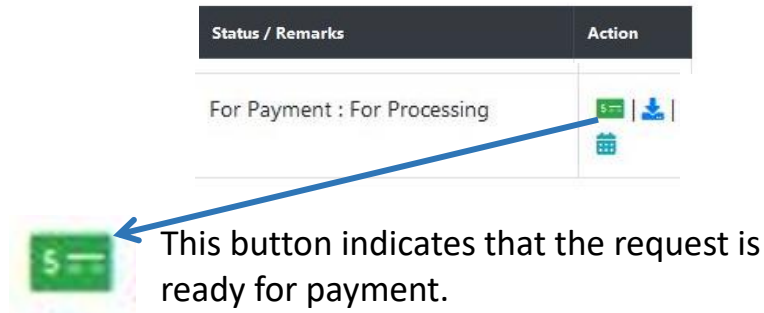 Status / Remarks Action
For Payment : For Processing | |
This button indicates that the request is
ready for payment.